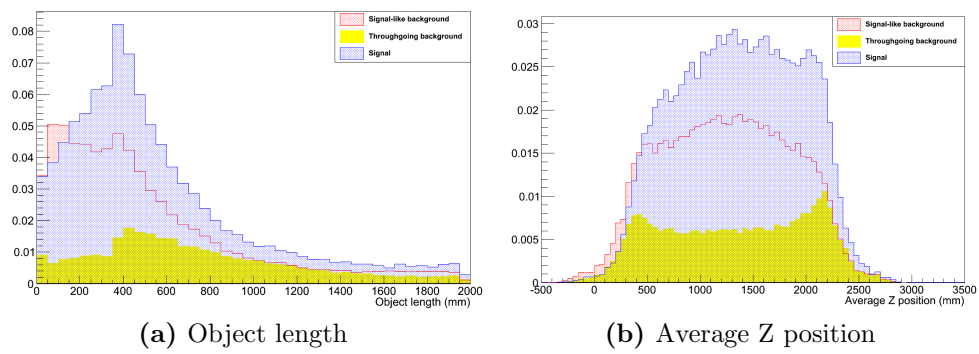 0.08
0.07
0.06
0.05
0.04
0.03
0.02
0.01
0
0 200 400 600 800 1000 1200 1400 1600 1800 2000
Object length (mm)
Signal-like background
Throughgoing background
Signal
(a) Object length
0.03
0.025
0.02
0.015
0.01
0.005
0
-500 0 500 1000 1500 2000 2500 3000 3500
Average Z position (mm)
Signal-like background
Throughgoing background
Signal
(b) Average Z position